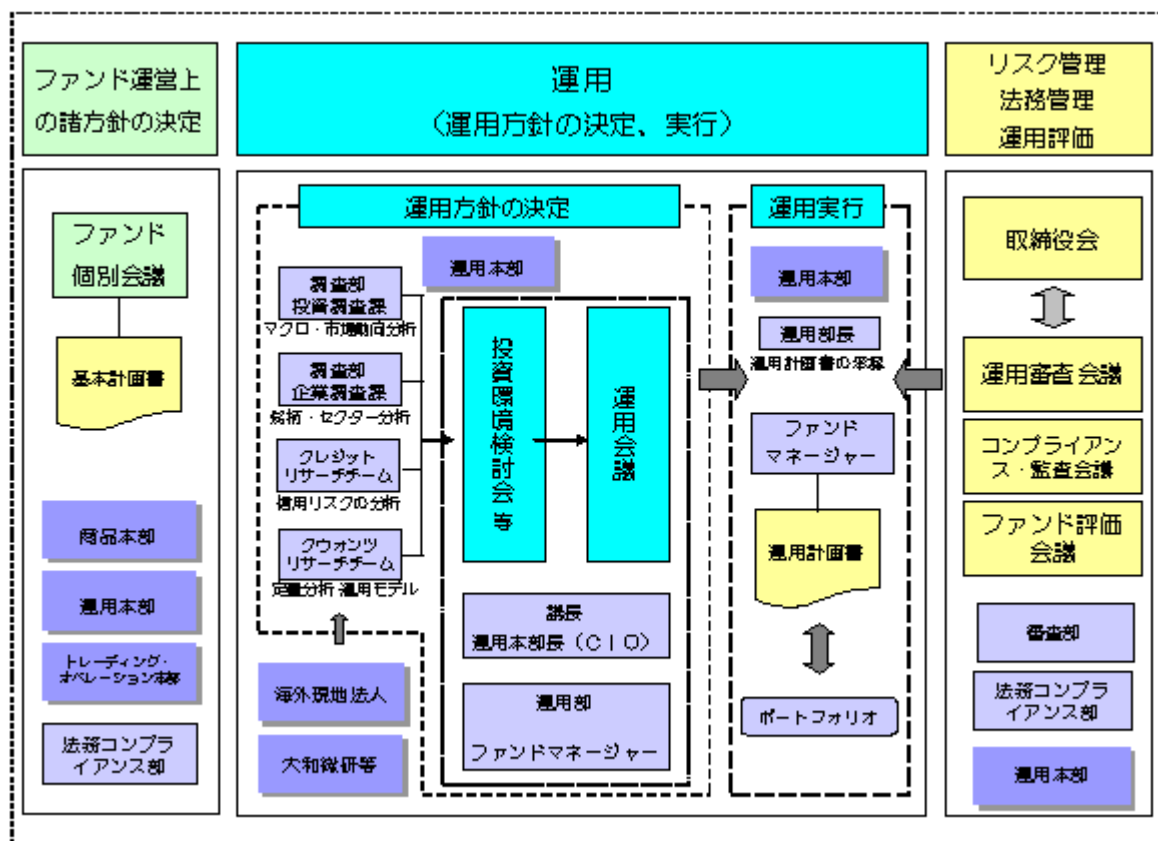 ファンド運営上
の諸方針の決定
運用
（運用方針の決定、実行）
リスク管理
法務管理
運用評価
ファンド
個別会議
基本計画書
商品本部
運用本部
トレーディング・
オペレーション本部
法務コンプラ
イアンス部
運用方針の決定
運用本部
調査部
投資調査課
マクロ・市場動向分析
調査部
企業調査課
銘柄・セクター分析
クレジット
リサーチチーム
信用リスクの分析
クウォンツ
リサーチチーム
定量分析 運用モデル
海外現地法人
大和総研等
投資環境検討会 等
運用会議
議長
運用本部長（ＣＩＯ）
運用部
ファンドマネージャー
運用実行
運用本部
運用部長
運用計画書の承認
ファンド
マネージャー
運用計画書
ポートフォリオ
取締役会
運用審査会議
コンプライアン
ス・監査会議
ファンド評価
会議
審査部
法務コンプラ
イアンス部
運用本部